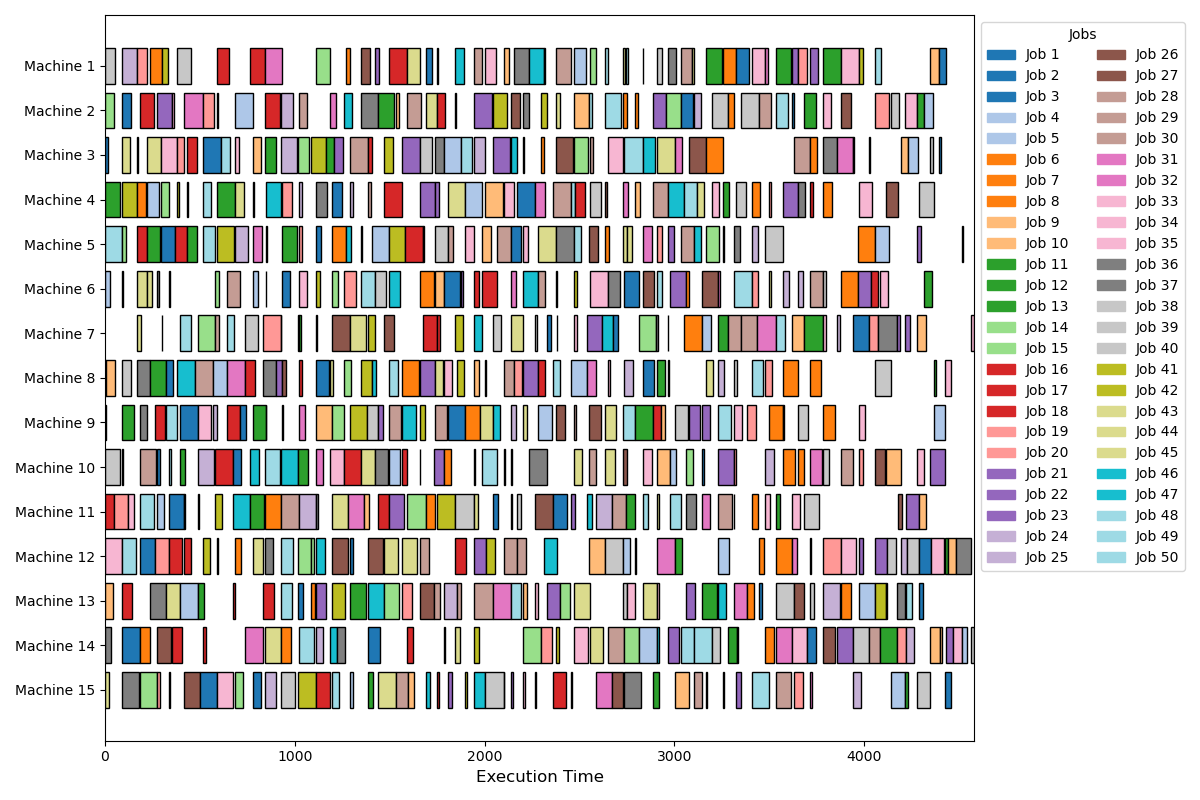 Machine 1
Machine 2
Machine 3
Machine 4
Machine 5
Machine 6
Machine 7
Machine 8
Machine 9
Machine 10
Machine 11
Machine 12
Machine 13
Machine 14
Machine 15
0 1000 2000 3000 4000
Execution Time
Jobs
Job 1
Job 2
Job 3
Job 4
Job 5
Job 6
Job 7
Job 8
Job 9
Job 10
Job 11
Job 12
Job 13
Job 14
Job 15
Job 16
Job 17
Job 18
Job 19
Job 20
Job 21
Job 22
Job 23
Job 24
Job 25
Job 26
Job 27
Job 28
Job 29
Job 30
Job 31
Job 32
Job 33
Job 34
Job 35
Job 36
Job 37
Job 38
Job 39
Job 40
Job 41
Job 42
Job 43
Job 44
Job 45
Job 46
Job 47
Job 48
Job 49
Job 50